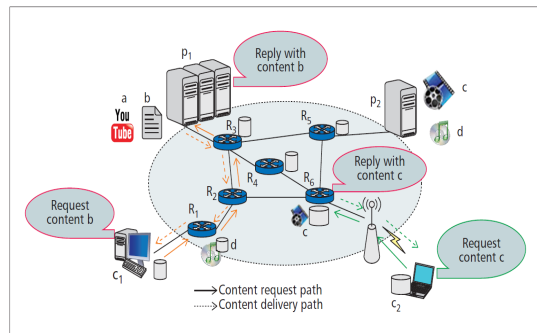 p1
Reply with
content b
a
b
You
Tube
p2
c
d
R5
R3
R4
Reply with
content c
R2
R6
Request
content b
R1
c
d
Request
content c
c1
c2
Content request path
Content delivery path